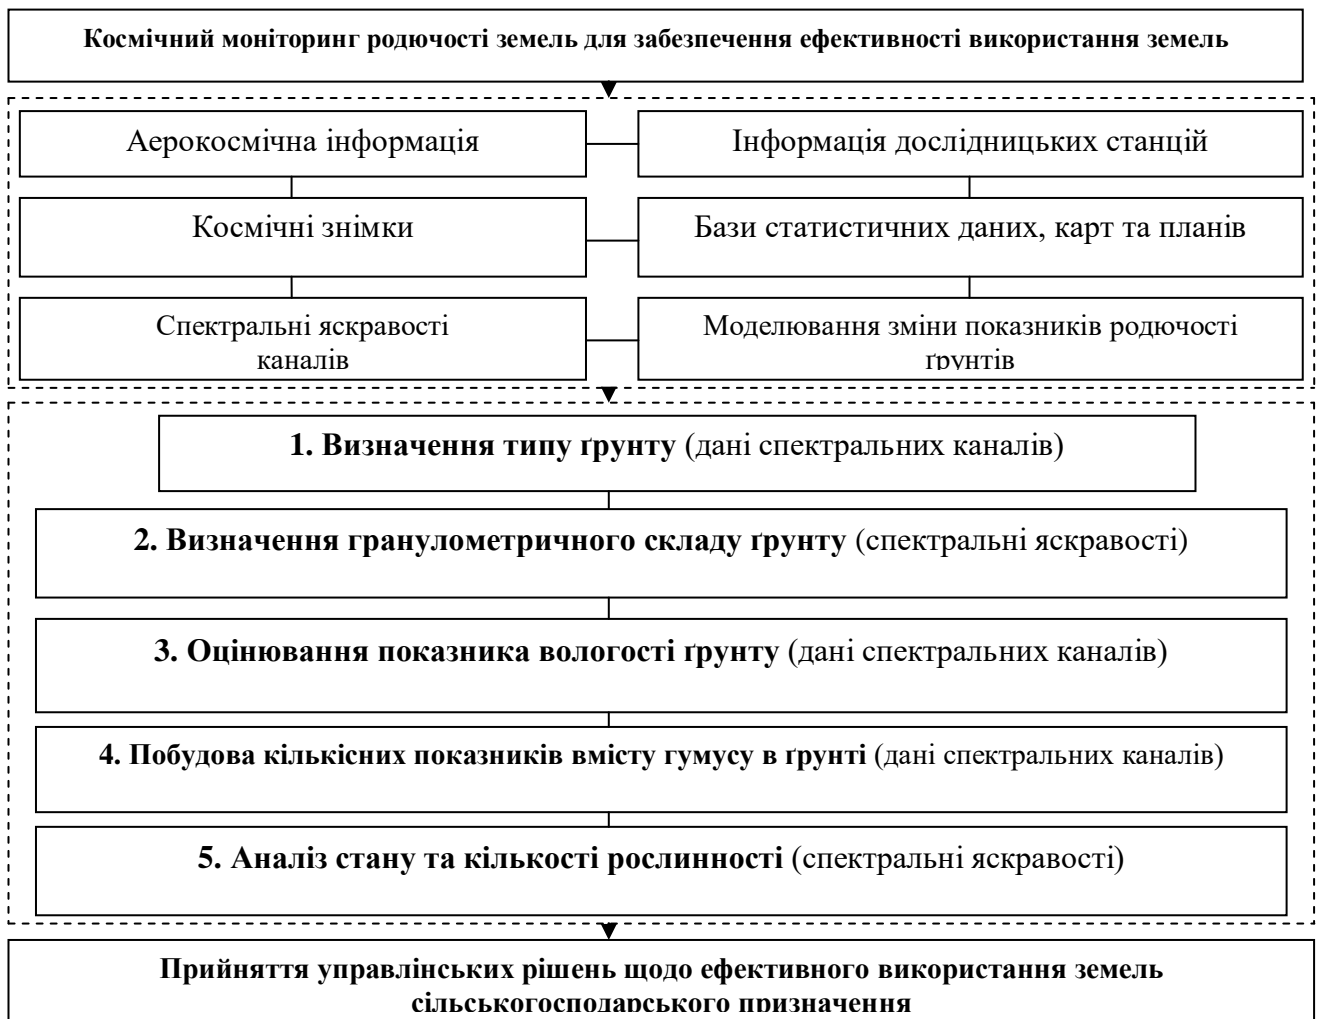 Космічний моніторинг родючості земель для забезпечення ефективності використання земель
Аерокосмічна інформація
Інформація дослідницьких станцій
Космічні знімки
Бази статистичних даних, карт та планів
Спектральні яскравості
каналів
Моделювання зміни показників родючості
ґрунтів
1. Визначення типу ґрунту (дані спектральних каналів)
2. Визначення гранулометричного складу ґрунту (спектральні яскравості)
3. Оцінювання показника вологості ґрунту (дані спектральних каналів)
4. Побудова кількісних показників вмісту гумусу в ґрунті (дані спектральних каналів)
5. Аналіз стану та кількості рослинності (спектральні яскравості)
Прийняття управлінських рішень щодо ефективного використання земель
сільськогосподарського призначення